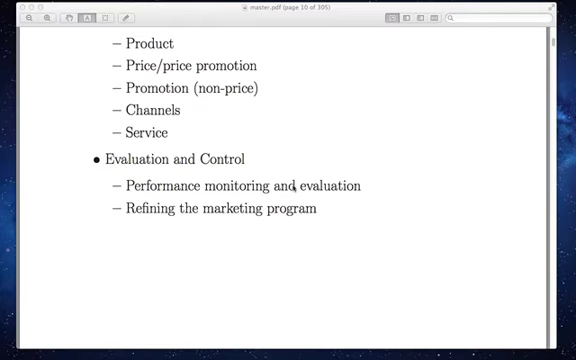 master.pdf (page 10 of 305)
– Product
– Price/price promotion
– Promotion (non-price)
– Channels
– Service
• Evaluation and Control
– Performance monitoring and evaluation
– Refining the marketing program